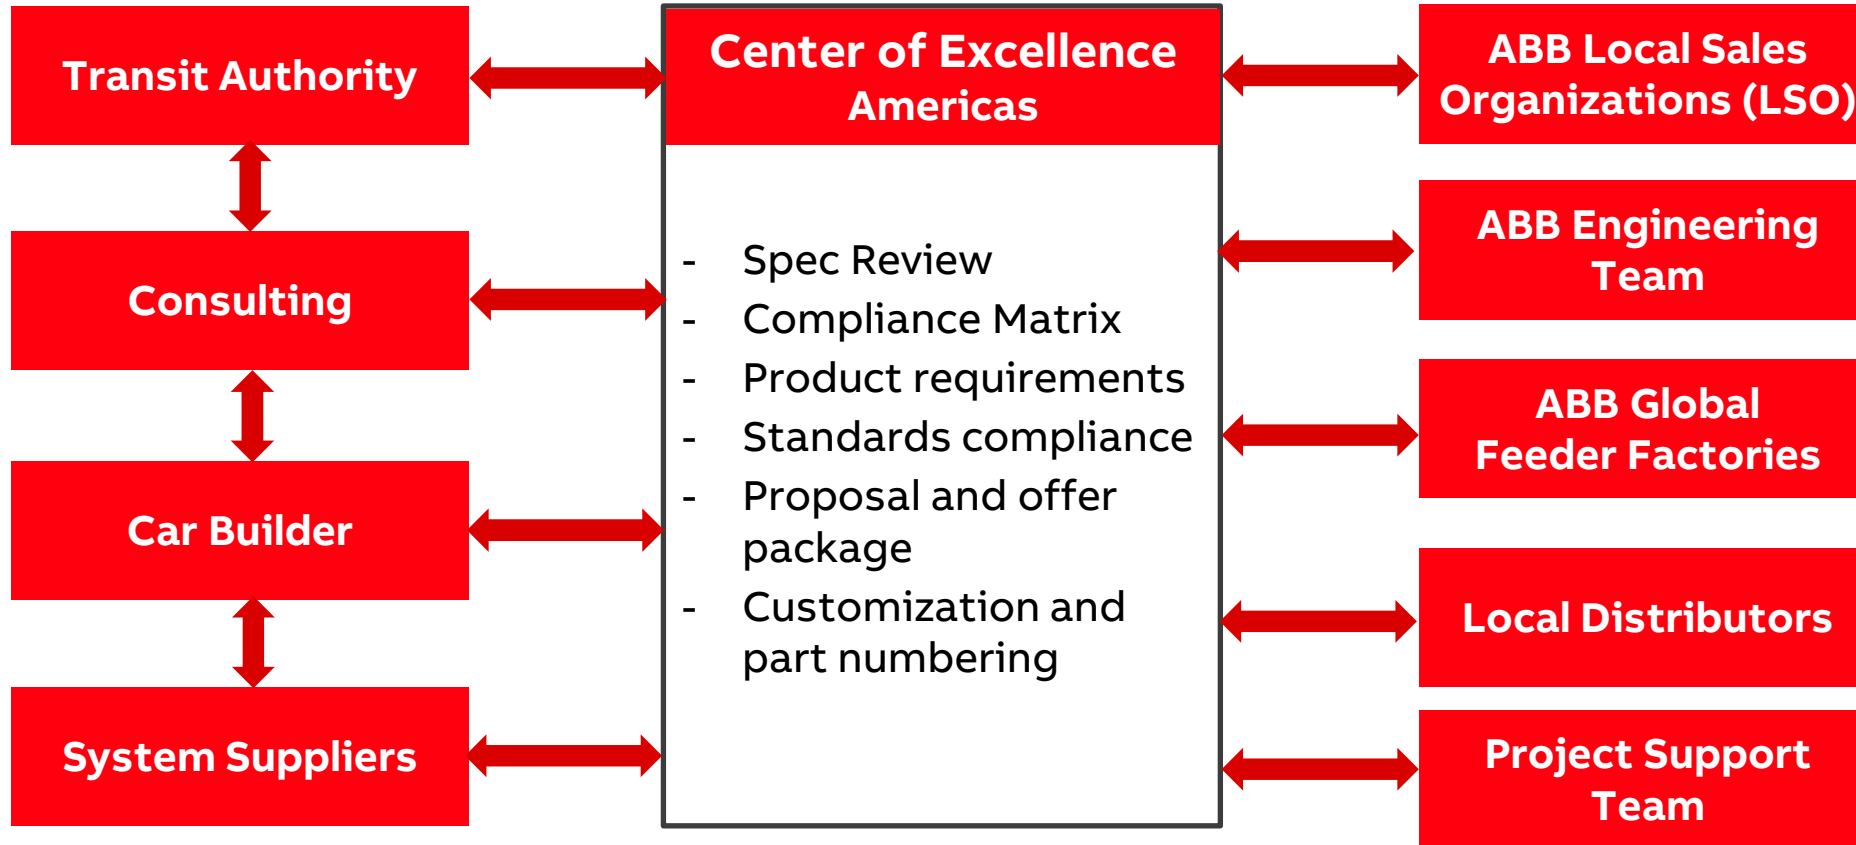 Transit Authority
Consulting
Car Builder
System Suppliers
Center of Excellence
Americas
- Spec Review
- Compliance Matrix
- Product requirements
- Standards compliance
- Proposal and offer
package
- Customization and
part numbering
ABB Local Sales
Organizations (LSO)
ABB Engineering
Team
ABB Global
Feeder Factories
Local Distributors
Project Support
Team